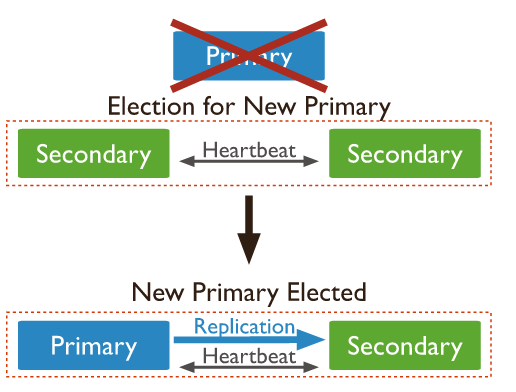 Primary
Election for New Primary
Secondary Heartbeat Secondary
New Primary Elected
Replication
Primary Secondary
Heartbeat